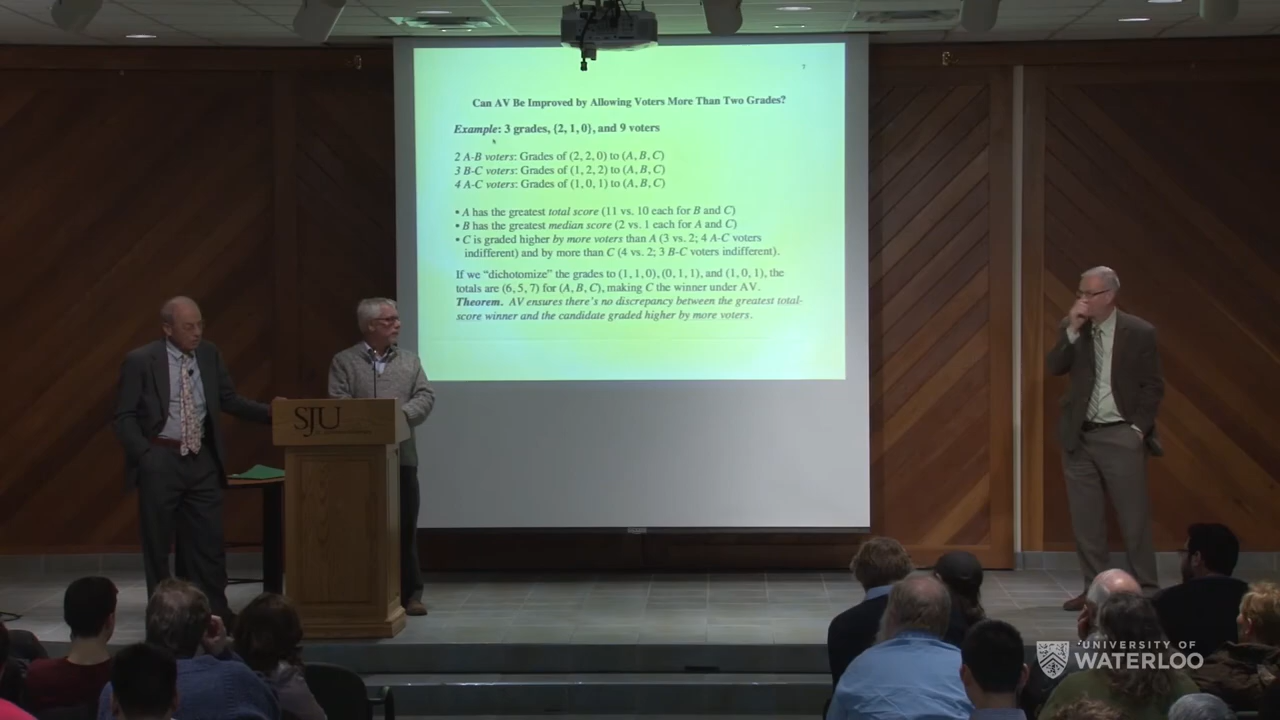 7
Can AV Be Improved by Allowing Voters More Than Two Grades?
Example: 3 grades, {2, 1, 0}, and 9 voters
2 A-B voters: Grades of (2, 2, 0) to (A, B, C)
3 B-C voters: Grades of (1, 2, 2) to (A, B, C)
4 A-C voters: Grades of (1, 0, 1) to (A, B, C)
• A has the greatest total score (11 vs. 10 each for B and C)
• B has the greatest median score (2 vs. 1 each for A and C)
• C is graded higher by more voters than A (3 vs. 2; 4 A-C voters
indifferent) and by more than C (4 vs. 2; 3 B-C voters indifferent).
If we “dichotomize” the grades to (1, 1, 0), (0, 1, 1), and (1, 0, 1), the
totals are (6, 5, 7) for (A, B, C), making C the winner under AV.
Theorem. AV ensures there's no discrepancy between the greatest total-
score winner and the candidate graded higher by more voters.
SJU
UNIVERSITY OF
WATERLOO